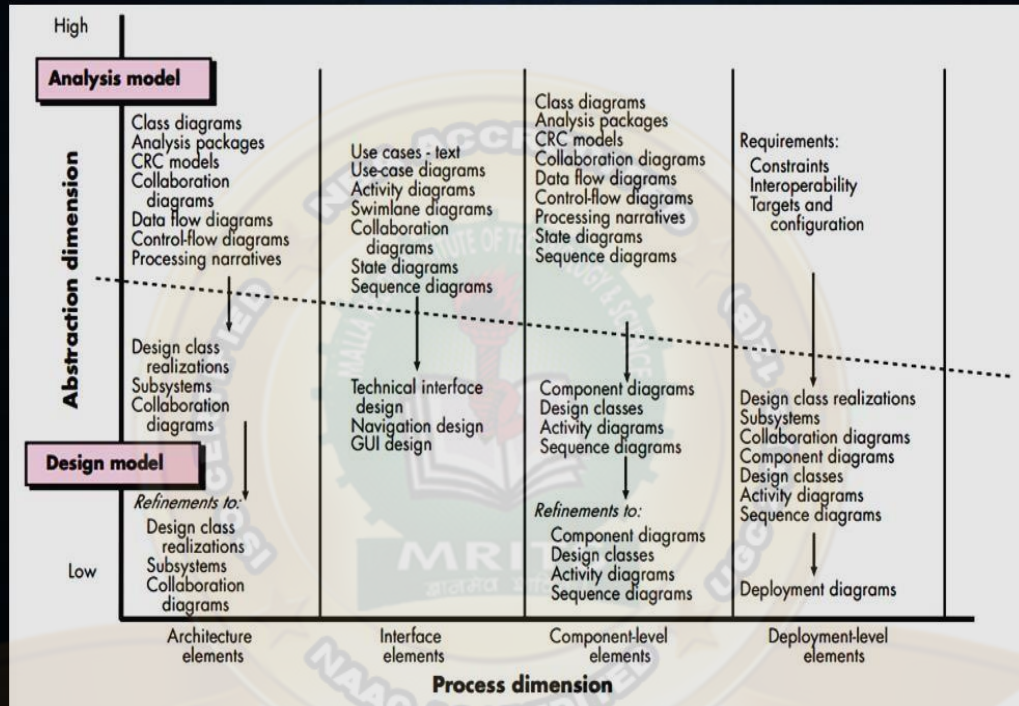 High
Analysis model
Abstraction dimension
Class diagrams
Analysis packages
CRC models
Collaboration
diagrams
Data flow diagrams
Control-flow diagrams
Processing narratives
Design class
realizations
Subsystems
Collaboration
diagrams
Design model
Refinements to:
Design class
realizations
Subsystems
Collaboration
diagrams
Low
Use cases - text
Use-case diagrams
Activity diagrams
Swimlane diagrams
Collaboration
diagrams
State diagrams
Sequence diagrams
Technical interface
design
Navigation design
GUI design
Class diagrams
Analysis packages
CRC models
Collaboration diagrams
Data flow diagrams
Control-flow diagrams
Processing narratives
State diagrams
Sequence diagrams
Component diagrams
Design classes
Activity diagrams
Sequence diagrams
Refinements to:
Component diagrams
Design classes
Activity diagrams
Sequence diagrams
Requirements:
Constraints
Interoperability
Targets and
configuration
Design class realizations
Subsystems
Collaboration diagrams
Component diagrams
Design classes
Activity diagrams
Sequence diagrams
Deployment diagrams
Architecture
elements
Interface
elements
Component-level
elements
Deployment-level
elements
Process dimension
MRITS